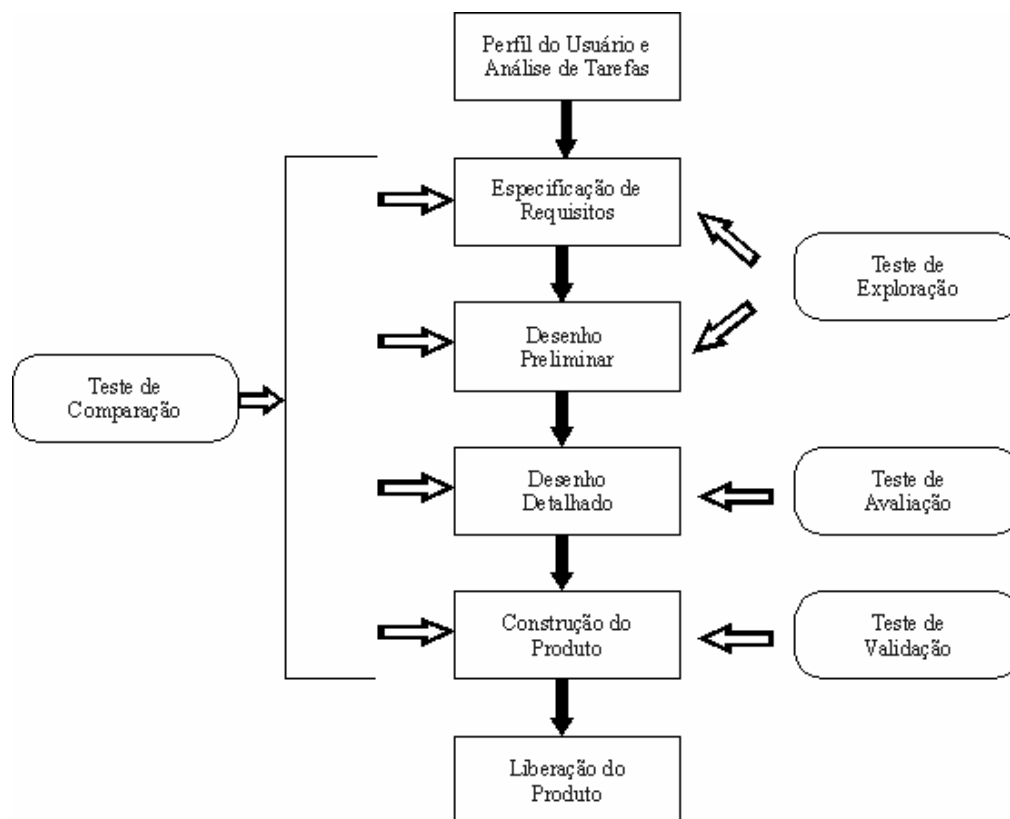 Perfil do Usuário e
Análise de Tarefas
Especificação de
Requisitos
Teste de
Exploração
Desenho
Preliminar
Teste de
Comparação
Desenho
Detalhado
Teste de
Avaliação
Construção do
Produto
Teste de
Validação
Liberação do
Produto